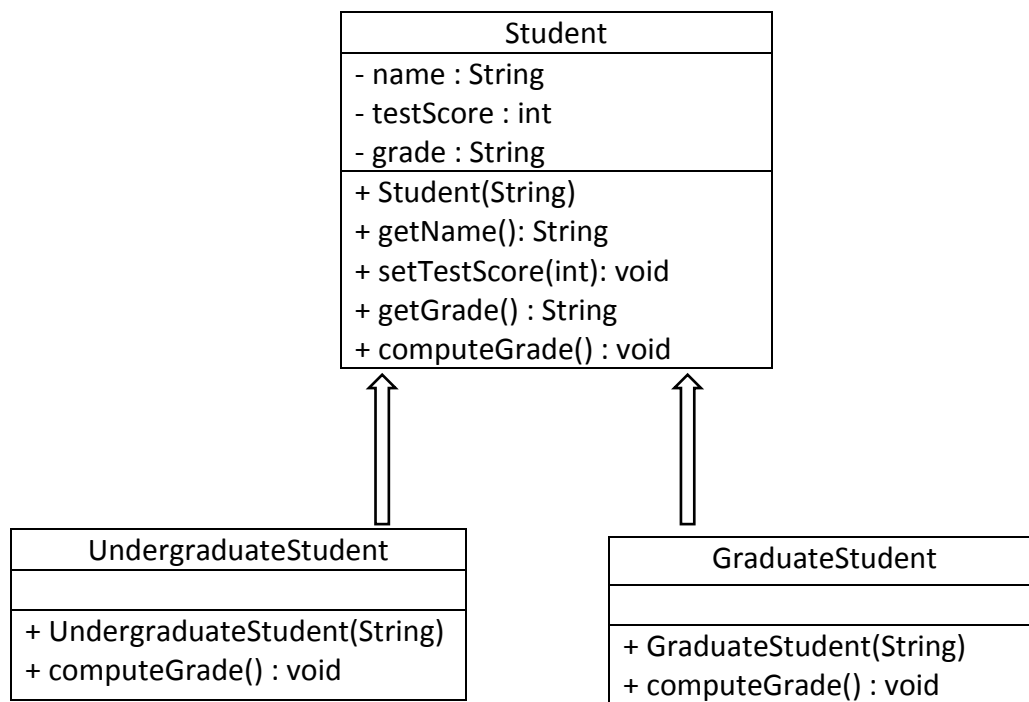 Student
- name : String
- testScore : int
- grade : String
+ Student(String)
+ getName(): String
+ setTestScore(int): void
+ getGrade() : String
+ computeGrade() : void
UndergraduateStudent
+ UndergraduateStudent(String)
+ computeGrade() : void
GraduateStudent
+ GraduateStudent(String)
+ computeGrade() : void